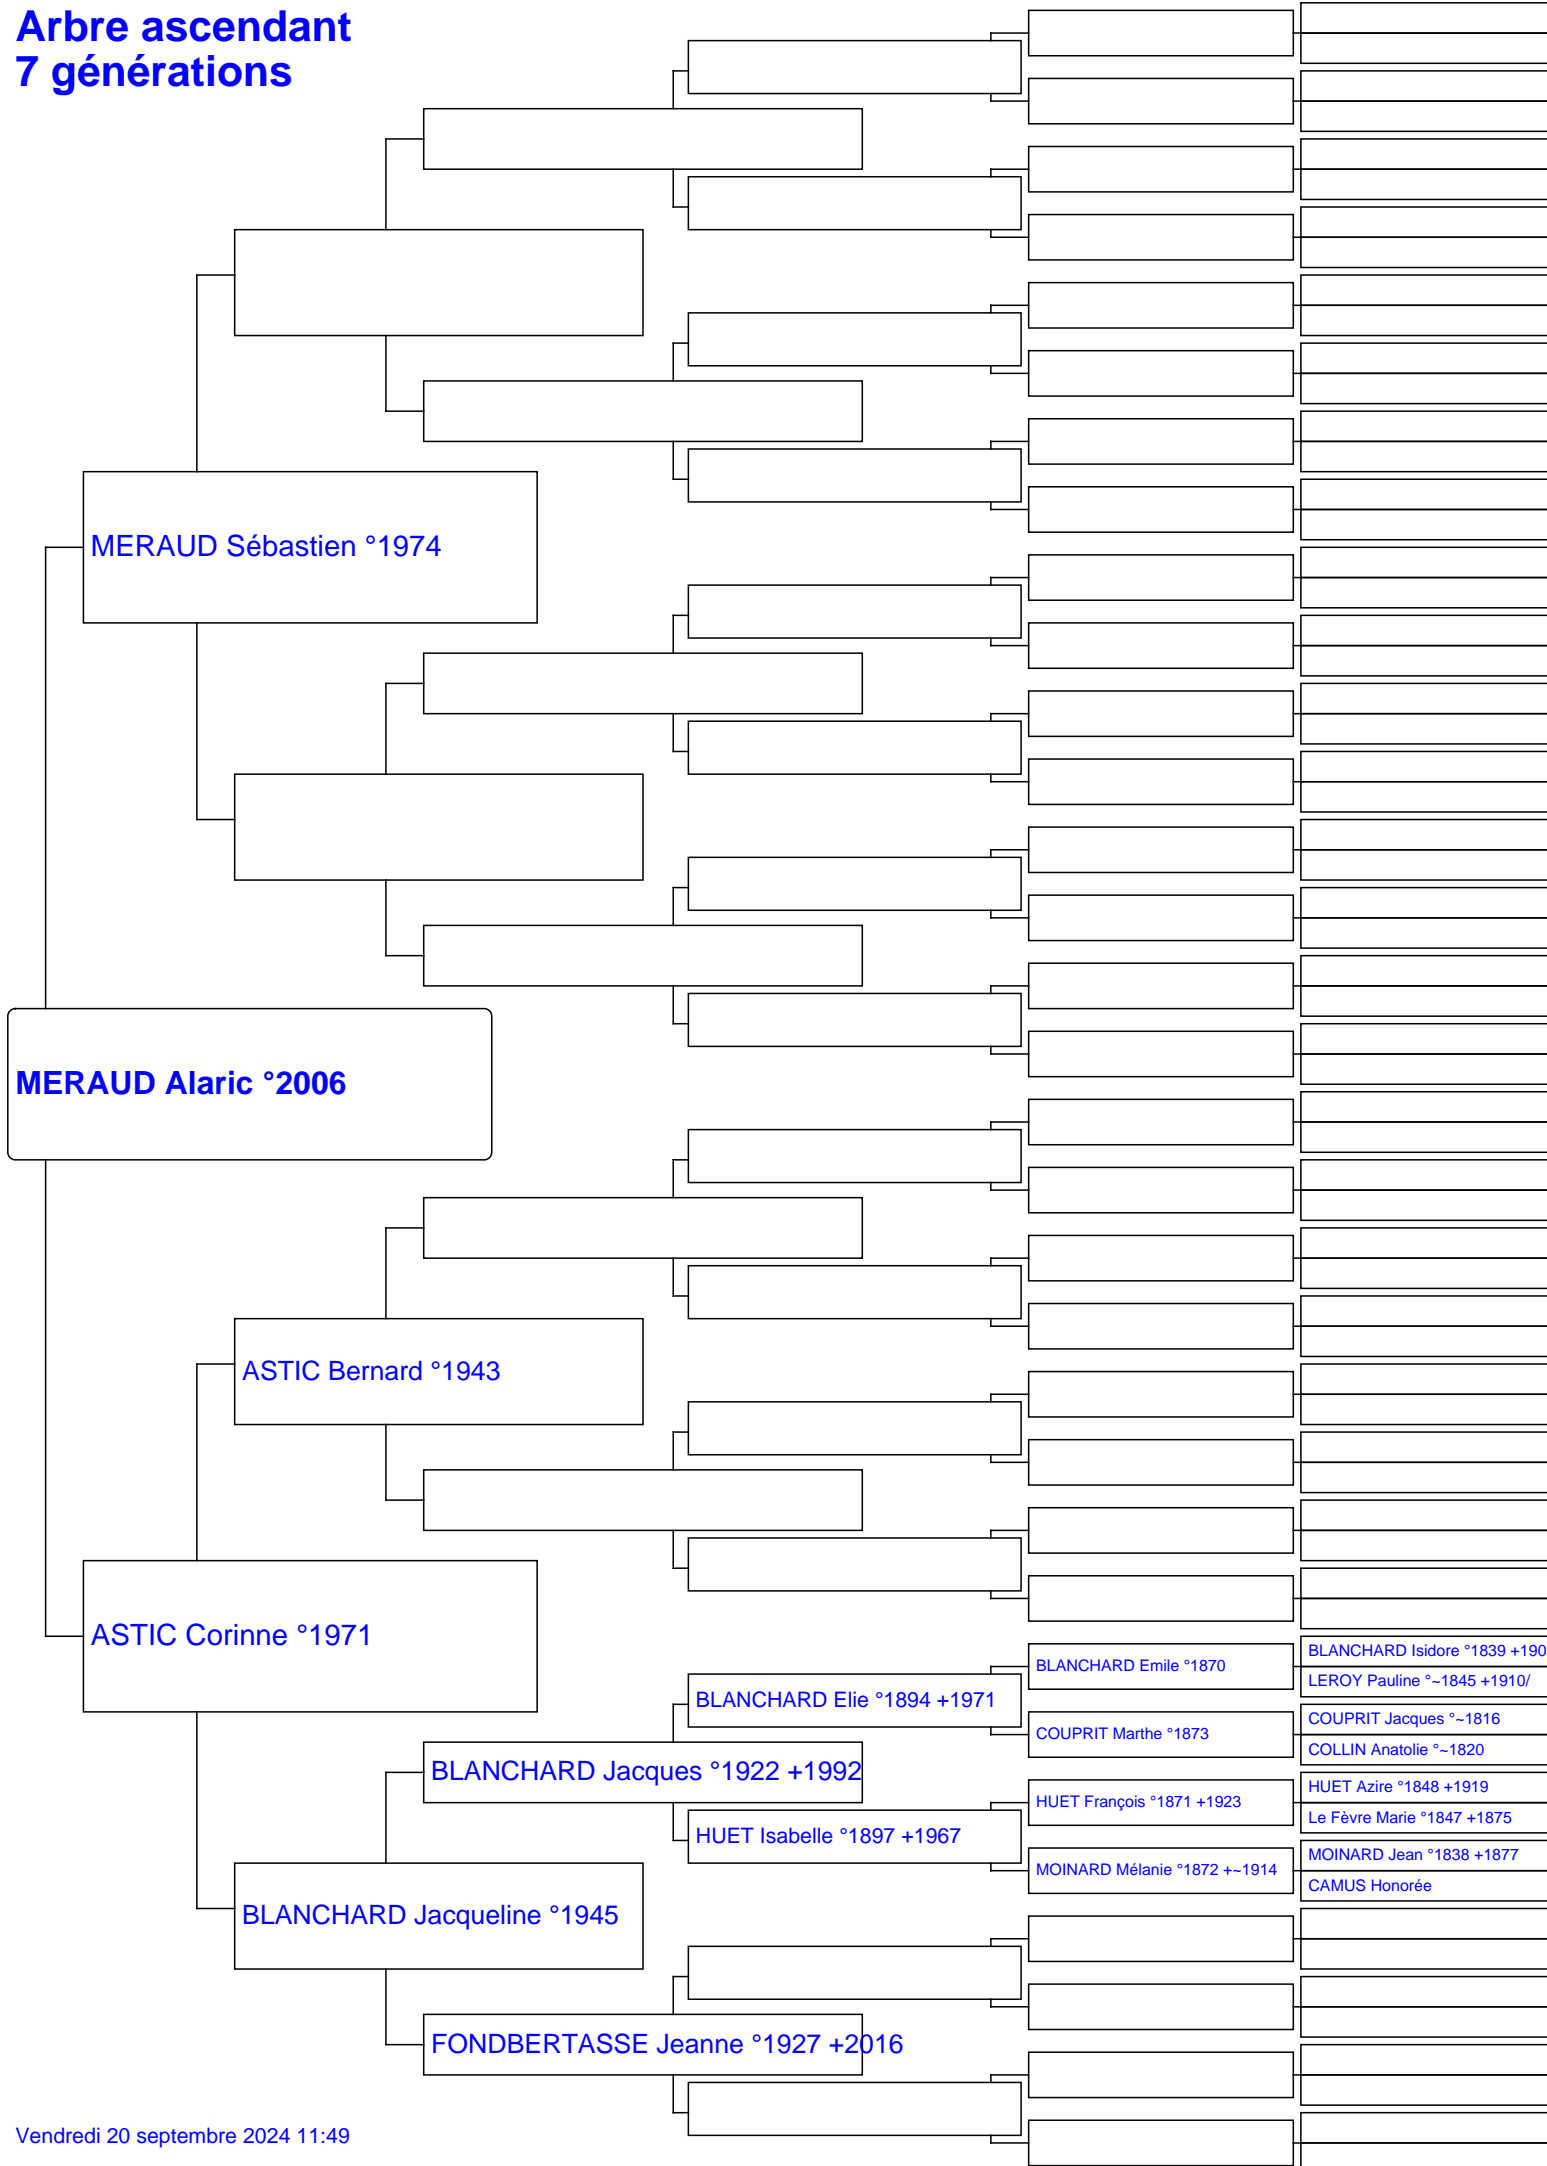 Arbre ascendant
7 générations
MERAUD Sébastien °1974
MERAUD Alaric °2006
ASTIC Bernard °1943
ASTIC Corinne °1971
BLANCHARD Isidore °1839 +190
BLANCHARD Emile °1870
LEROY Pauline °~1845 +1910/
BLANCHARD Elie °1894 +1971
COUPRIT Jacques °~1816
COUPRIT Marthe °1873
COLLIN Anatolie °~1820
BLANCHARD Jacques °1922 +1992
HUET Azire °1848 +1919
HUET François °1871 +1923
Le Fèvre Marie °1847 +1875
HUET Isabelle °1897 +1967
MOINARD Jean °1838 +1877
MOINARD Mélanie °1872 +~1914
CAMUS Honorée
BLANCHARD Jacqueline °1945
FONDBERTASSE Jeanne °1927 +2016
Vendredi 20 septembre 2024 11:49